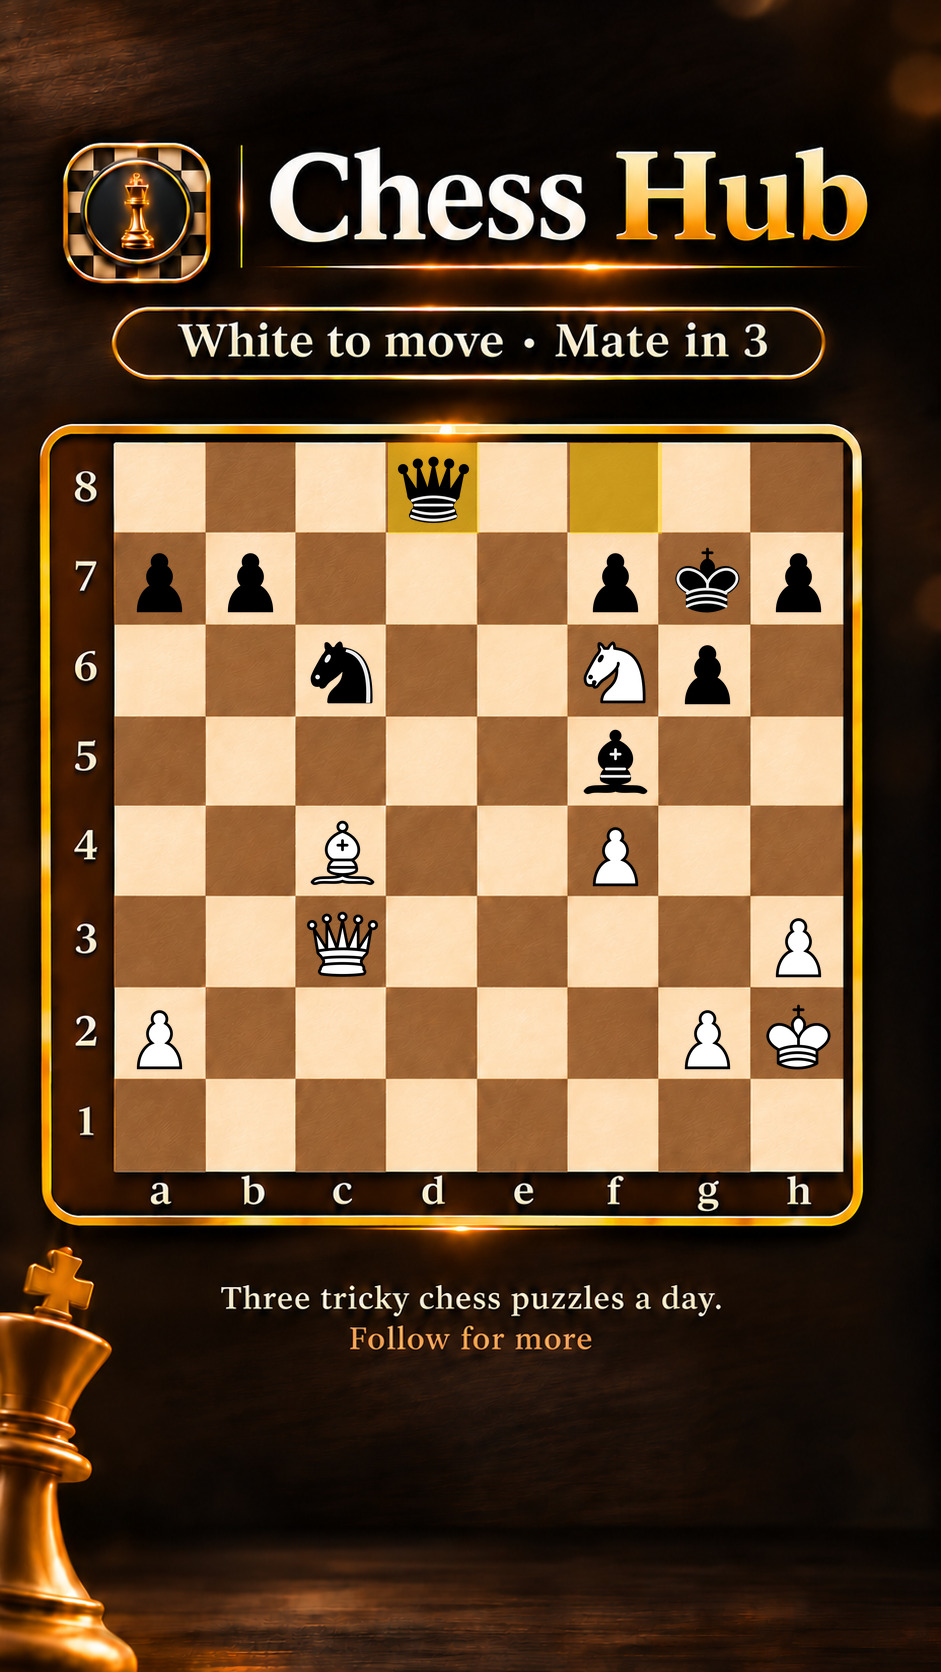 Chess Hub
White to move • Mate in 3
8
7
6
5
4
3
2
1
a b c d e f g h
Three tricky chess puzzles a day.
Follow for more